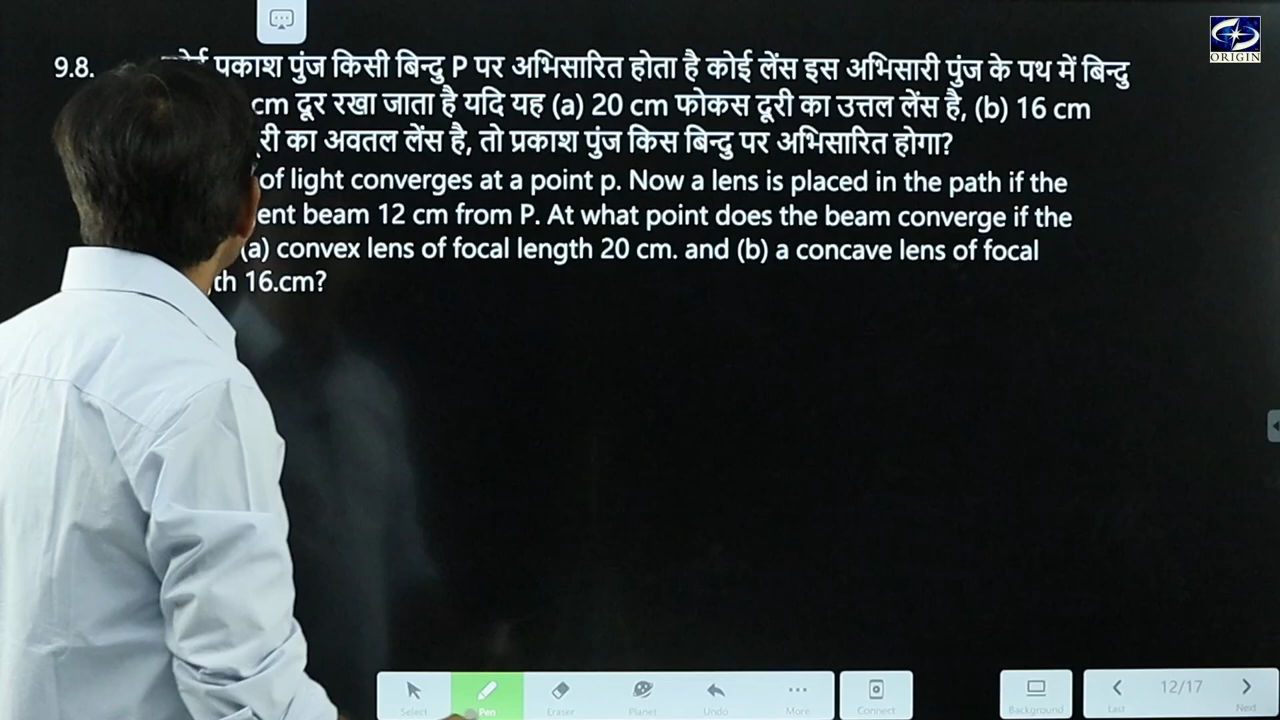 9.8. पकाश पुंज किसी बिन्दु P पर अभिसारित होता है कोई लेंस इस अभिसारी पुंज के पथ में बिन्दु
cm दूर रखा जाता है यदि यह (a) 20 cm फोकस दूरी का उत्तल लेंस है, (b) 16 cm
का अवतल लेंस है, तो प्रकाश पुंज किस बिन्दु पर अभिसारित होगा?
of light converges at a point p. Now a lens is placed in the path if the
beam 12 cm from P. At what point does the beam converge if the
(a) convex lens of focal length 20 cm. and (b) a concave lens of focal
16.cm?
ORIGIN
Select Pen Eraser Planet Undo More Connect Background Last 12/17 Next